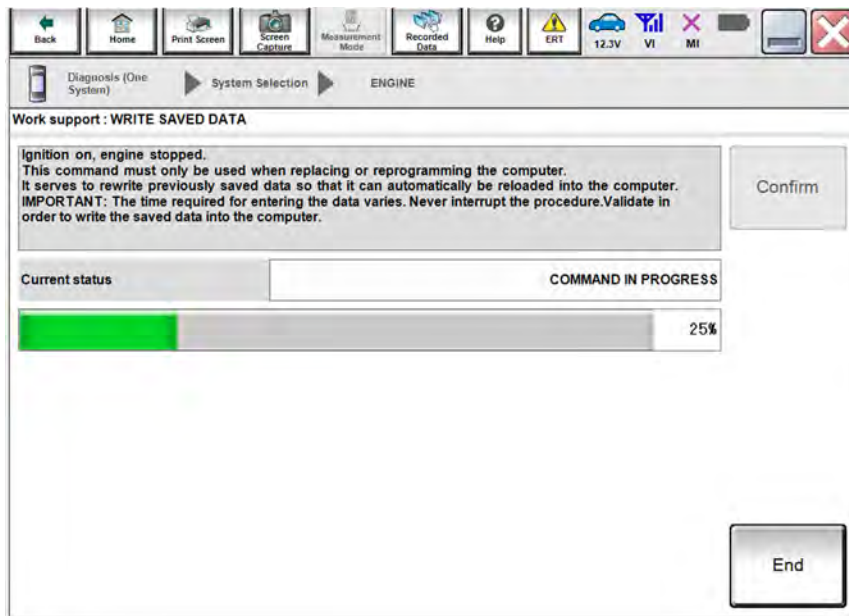 Back
Home
Print Screen
Screen
Capture
Measurement
Mode
Recorded
Data
Help
ERT
12.3V
VI
MI
Diagnosis (One
System)
System Selection
ENGINE
Work support : WRITE SAVED DATA
Ignition on, engine stopped.
This command must only be used when replacing or reprogramming the computer.
It serves to rewrite previously saved data so that it can automatically be reloaded into the computer.
IMPORTANT: The time required for entering the data varies. Never interrupt the procedure.Validate in
order to write the saved data into the computer.
Confirm
Current status
COMMAND IN PROGRESS
25%
End